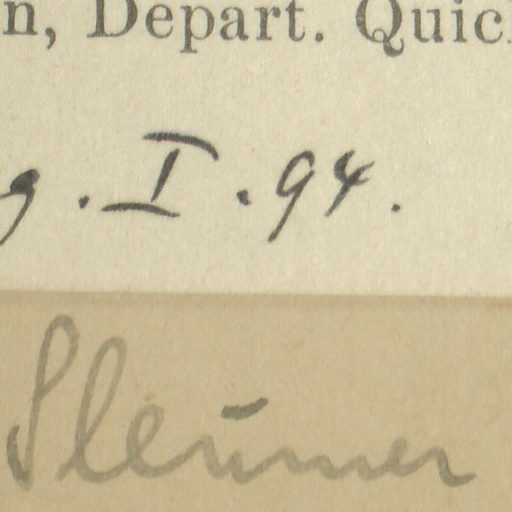 n, Depart. Quic
9. I. 94.
Sleumer